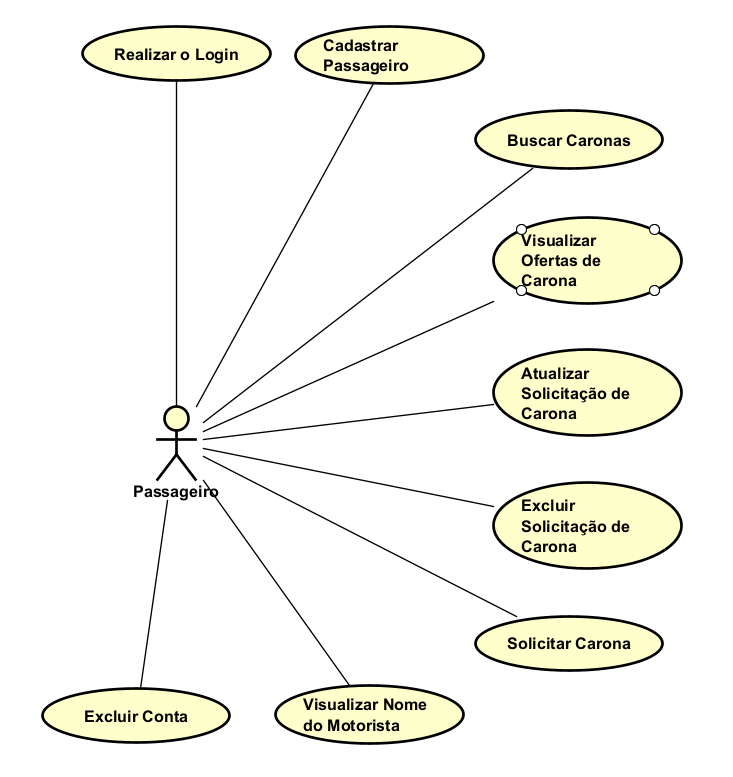 Realizar o Login
Cadastrar
Passageiro
Buscar Caronas
Visualizar
Ofertas de
Carona
Atualizar
Solicitação de
Carona
Passageiro
Excluir
Solicitação de
Carona
Solicitar Carona
Excluir Conta
Visualizar Nome
do Motorista